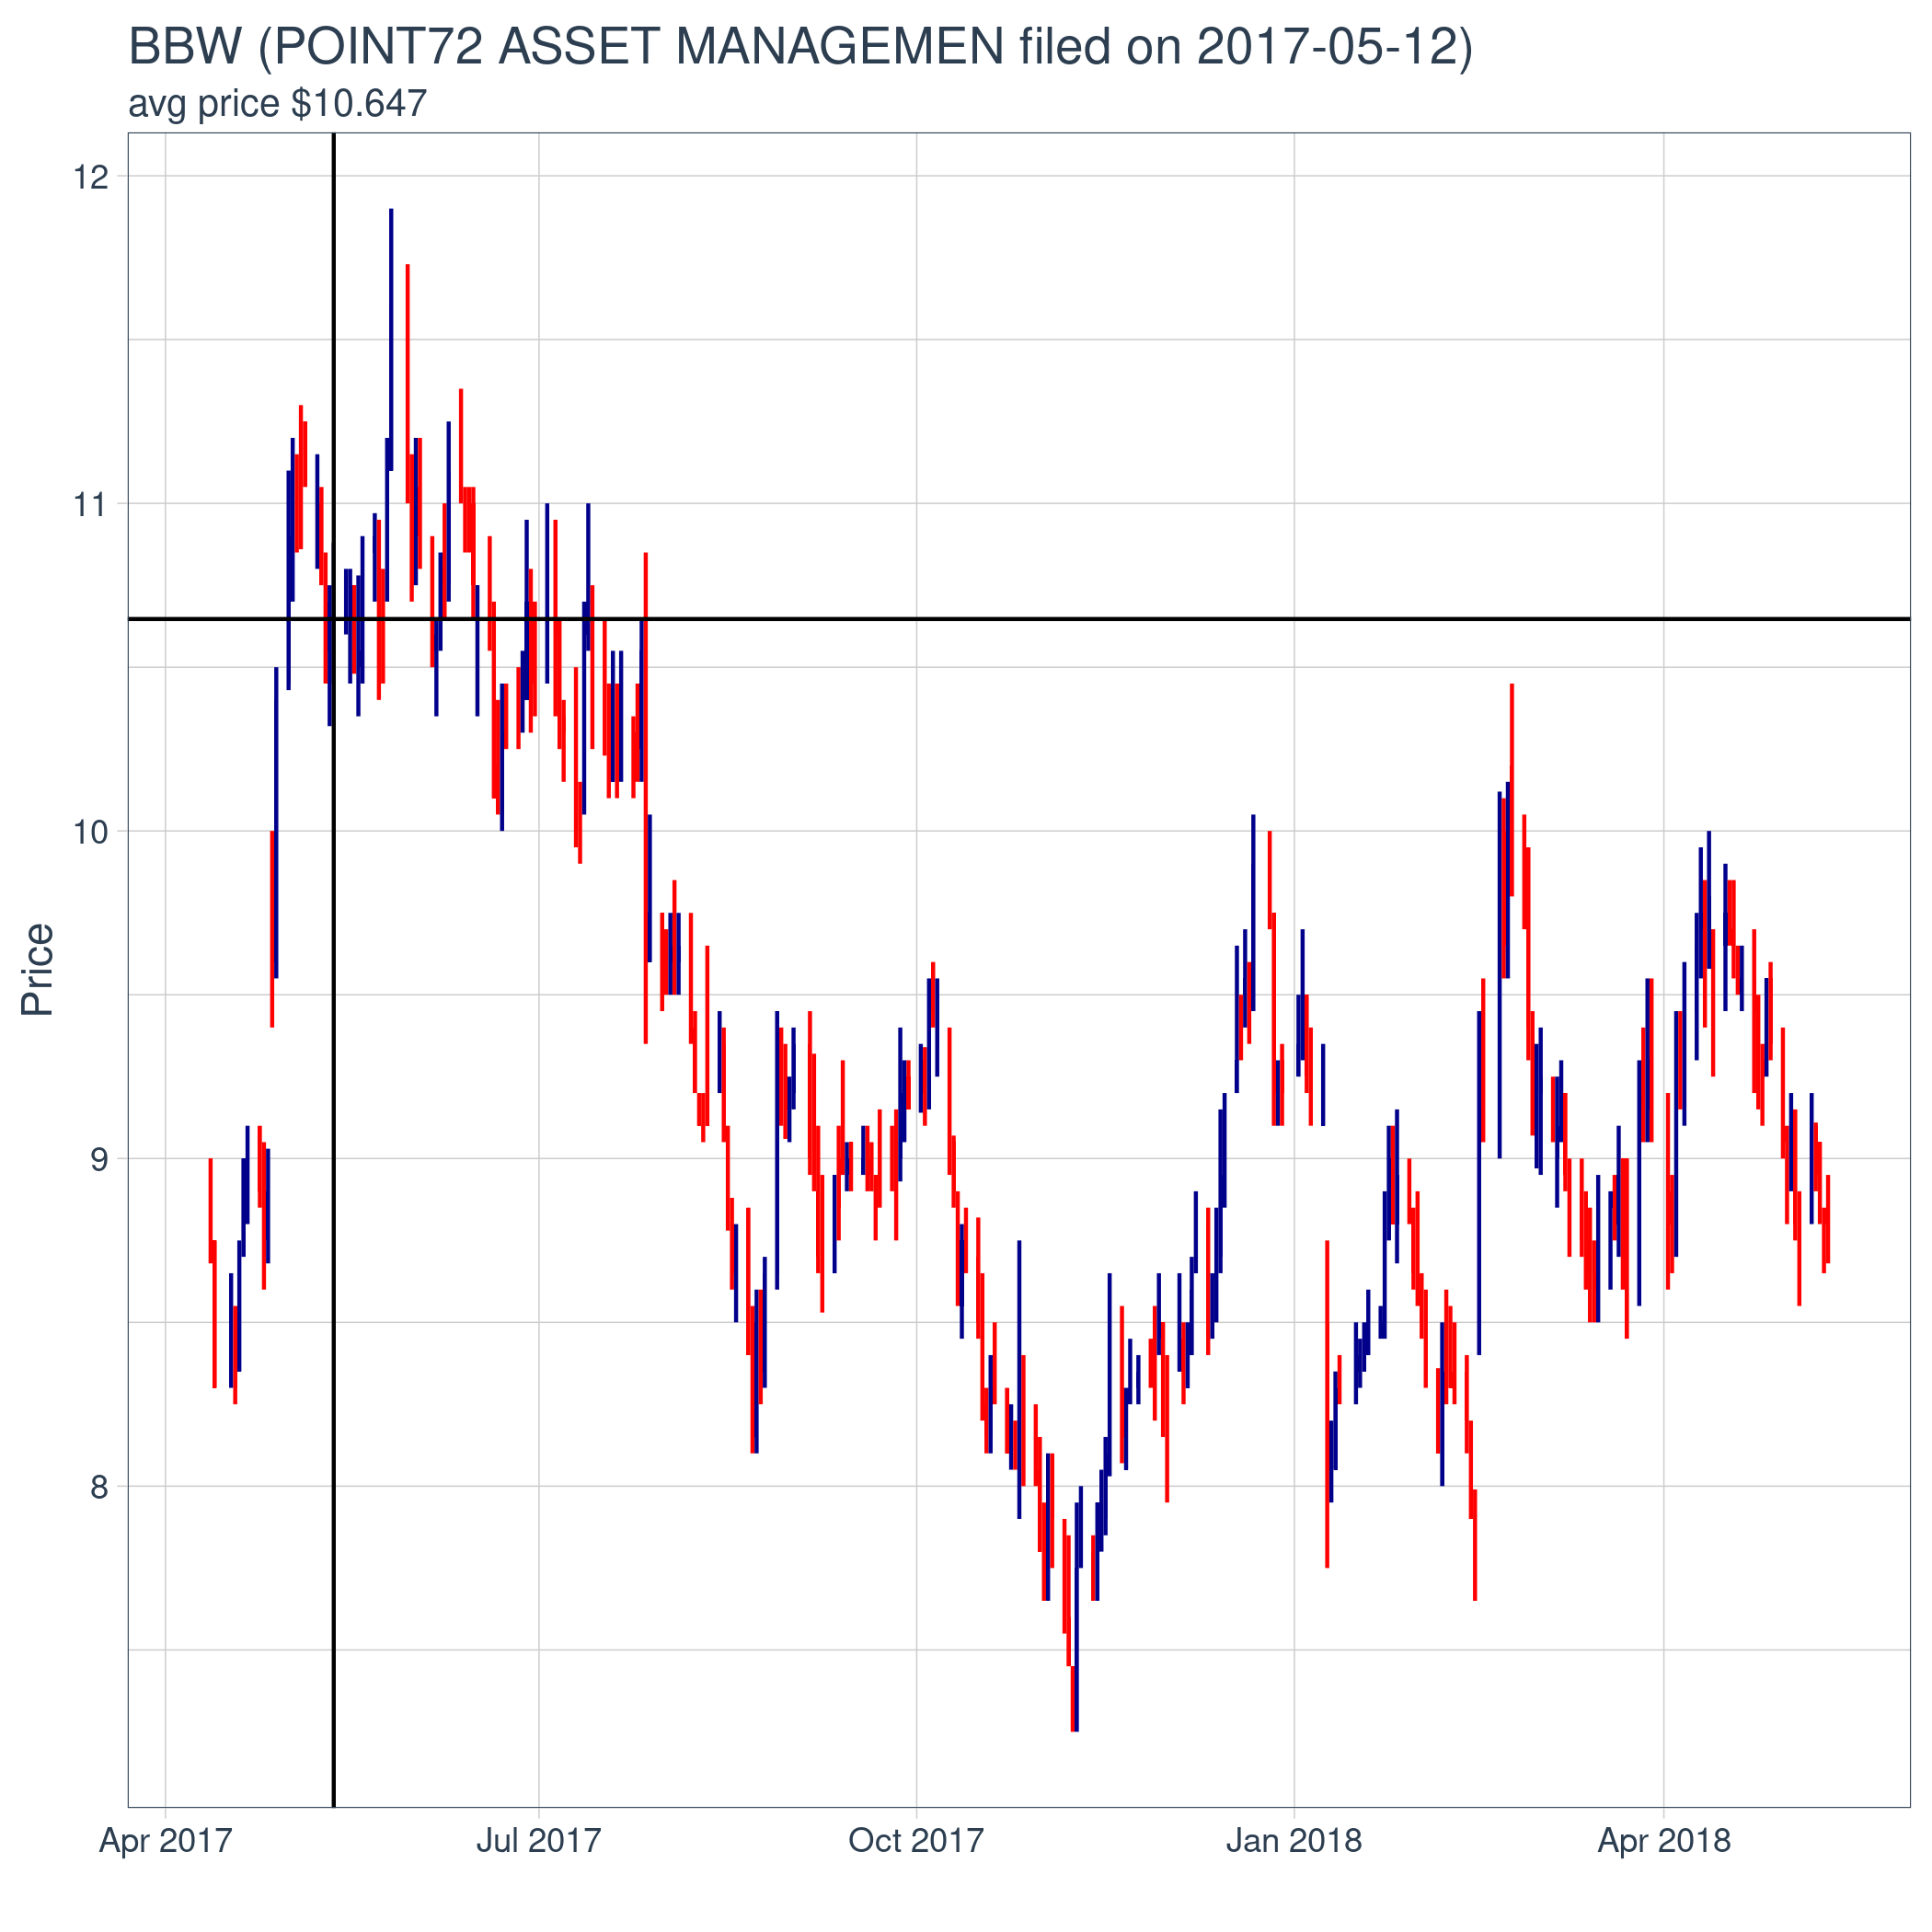 BBW (POINT72 ASSET MANAGEMEN filed on 2017-05-12)
avg price $10.647
12
11
10
9
8
Price
Apr 2017
Jul 2017
Oct 2017
Jan 2018
Apr 2018